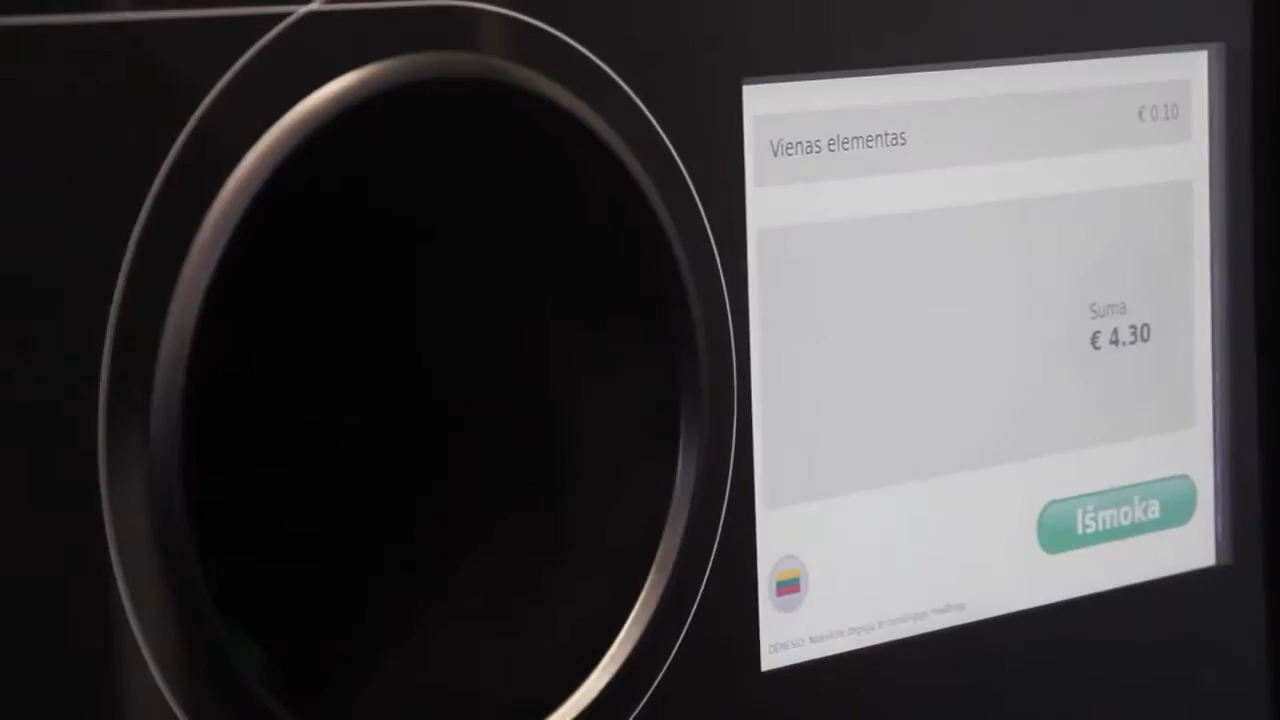 Vienas elementas
€ 0.10
Suma
€ 4.30
Išmoka
DĖMESIO!